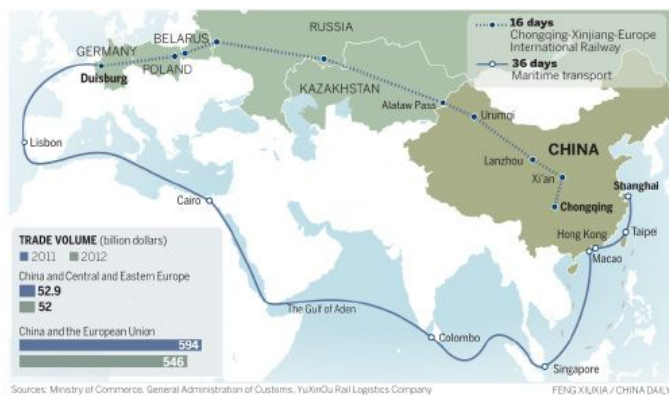 RUSSIA
BELARUS
GERMANY
POLAND
Duisburg
KAZAKHSTAN
Alataw Pass
Urumqi
Lanzhou
Xi'an
CHINA
Chongqing
Shanghai
Taipei
Hong Kong
Macao
Lisbon
Cairo
The Gulf of Aden
Colombo
Singapore
16 days
Chongqing-Xinjiang-Europe
International Railway
36 days
Maritime transport
TRADE VOLUME (billion dollars)
2011 2012
China and Central and Eastern Europe
52.9
52
China and the European Union
594
546
Sources: Ministry of Commerce, General Administration of Customs, YuXinOu Rail Logistics Company
FENG XIUXIA / CHINA DAILY